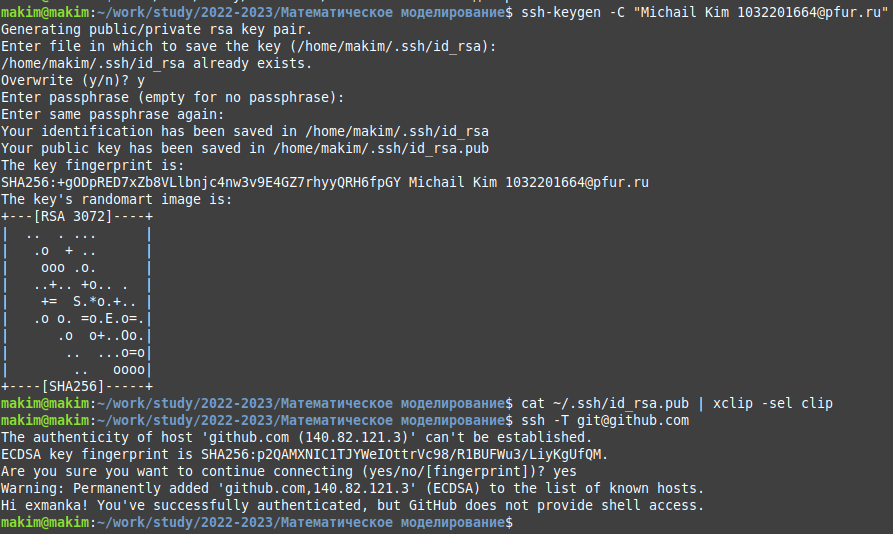 makim@makim:~/work/study/2022-2023/Математическое моделирование$ ssh-keygen -C "Michail Kim 1032201664@pfur.ru"
Generating public/private rsa key pair.
Enter file in which to save the key (/home/makim/.ssh/id_rsa):
/home/makim/.ssh/id_rsa already exists.
Overwrite (y/n)? y
Enter passphrase (empty for no passphrase):
Enter same passphrase again:
Your identification has been saved in /home/makim/.ssh/id_rsa
Your public key has been saved in /home/makim/.ssh/id_rsa.pub
The key fingerprint is:
SHA256:+gODpRED7xZb8VLlbnjc4nw3v9E4GZ7rhyyQRH6fpGY Michail Kim 1032201664@pfur.ru
The key's randomart image is:
+---[RSA 3072]----+
|  ..  . ...      |
|   .o  + ..      |
|    ooo .o.      |
|   ..+.. +o.. .  |
|    +=  S.*o.+.. |
|   .o o. =o.E.o=.|
|      .o  o+..Oo.|
|       ..  ...o=o|
|        ..   oooo|
+----[SHA256]-----+
makim@makim:~/work/study/2022-2023/Математическое моделирование$ cat ~/.ssh/id_rsa.pub | xclip -sel clip
makim@makim:~/work/study/2022-2023/Математическое моделирование$ ssh -T git@github.com
The authenticity of host 'github.com (140.82.121.3)' can't be established.
ECDSA key fingerprint is SHA256:p2QAMXNIC1TJYWeIOttrVc98/R1BUFWu3/LiyKgUfQM.
Are you sure you want to continue connecting (yes/no/[fingerprint])? yes
Warning: Permanently added 'github.com,140.82.121.3' (ECDSA) to the list of known hosts.
Hi exmanka! You've successfully authenticated, but GitHub does not provide shell access.
makim@makim:~/work/study/2022-2023/Математическое моделирование$